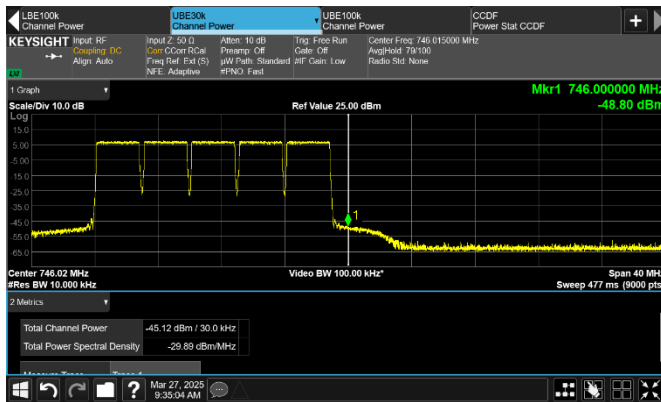 LBE100k
Channel Power
UBE30k
Channel Power
UBE100k
Channel Power
CCDF
Power Stat CCDF
KEYSIGHT
Input: RF
Coupling: DC
Align: Auto
Input Z: 50 Ω
Corr CCorr RCal
Freq Ref: Ext (S)
NFE: Adaptive
Atten: 10 dB
Preamp: Off
µW Path: Standard
#PNO: Fast
Trig: Free Run
Gate: Off
#IF Gain: Low
Center Freq: 746.015000 MHz
Avg|Hold: 79/100
Radio Std: None
1 Graph
Mkr1 746.000000 MHz
Scale/Div 10.0 dB
Ref Value 25.00 dBm
-48.80 dBm
Log
15.0
5.00
-5.00
-15.0
-25.0
-35.0
-45.0
-55.0
-65.0
1
Center 746.02 MHz
Video BW 100.00 kHz*
Span 40 MHz
#Res BW 10.000 kHz
Sweep 477 ms (9000 pts)
2 Metrics
Total Channel Power
-45.12 dBm / 30.0 kHz
Total Power Spectral Density
-29.89 dBm/MHz
Mar 27, 2025
9:35:04 AM